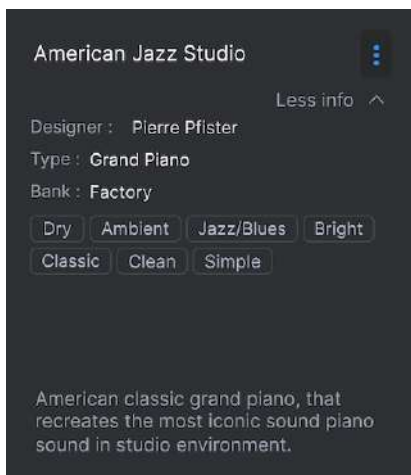 American Jazz Studio
Less info
Designer : Pierre Pfister
Type : Grand Piano
Bank : Factory
Dry Ambient Jazz/Blues Bright
Classic Clean Simple
American classic grand piano, that
recreates the most iconic sound piano
sound in studio environment.